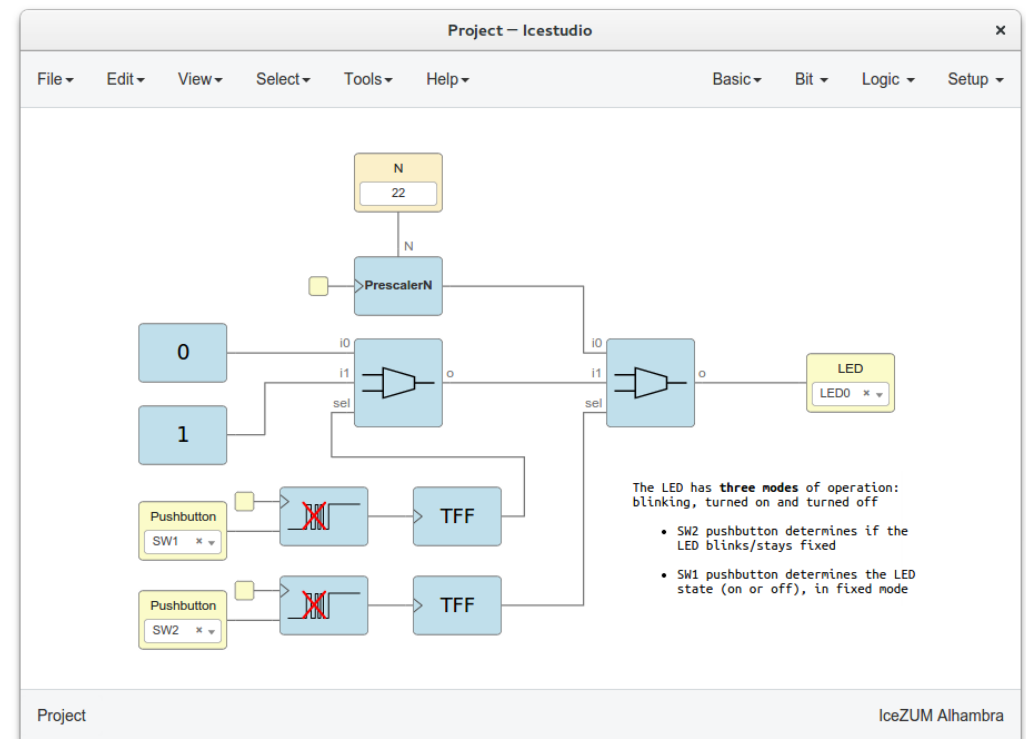 Project – Icestudio ×
File Edit View Select Tools Help Basic Bit Logic Setup
N
22
N
PrescalerN
0
i0
i1
sel
o
1
i0
i1
sel
o
LED
LED0 ×
Pushbutton
SW1 ×
TFF
Pushbutton
SW2 ×
TFF
The LED has three modes of operation:
blinking, turned on and turned off
• SW2 pushbutton determines if the
LED blinks/stays fixed
• SW1 pushbutton determines the LED
state (on or off), in fixed mode
Project IceZUM Alhambra